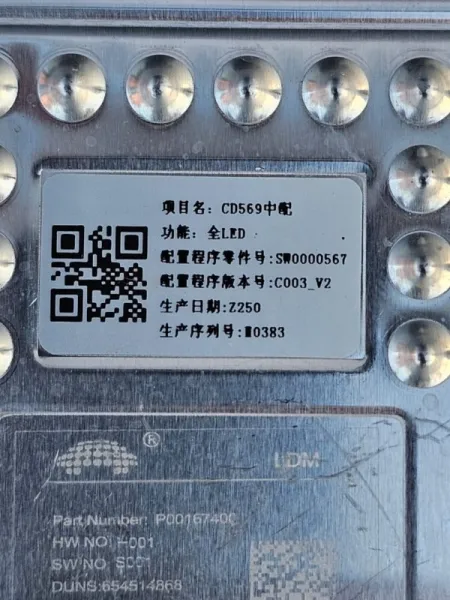 项目名: CD569中配
功能: 全LED
配置程序零件号:SW0000567
配置程序版本号:C003_V2
生产日期:Z250
生产序列号:M0383
®
Part Number: P00167400
HW NO
SW NO S001
DUNS:654514868